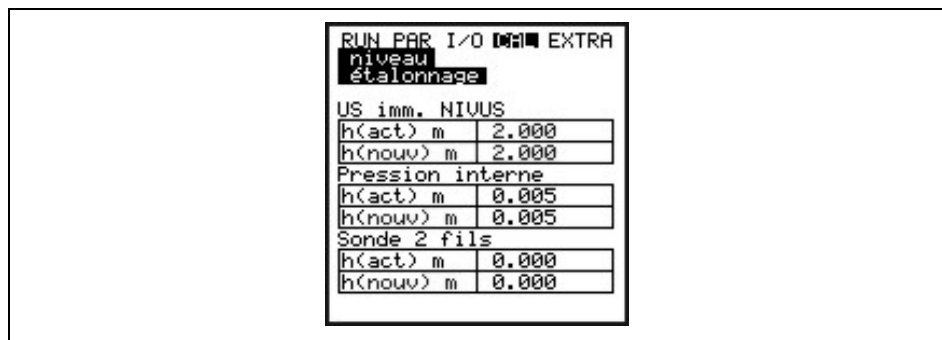 RUN PAR I/O CAL EXTRA
niveau
étalonnage
US imm. NIVUS
h(act) m 2.000
h(nouv) m 2.000
Pression interne
h(act) m 0.005
h(nouv) m 0.005
Sonde 2 fils
h(act) m 0.000
h(nouv) m 0.000